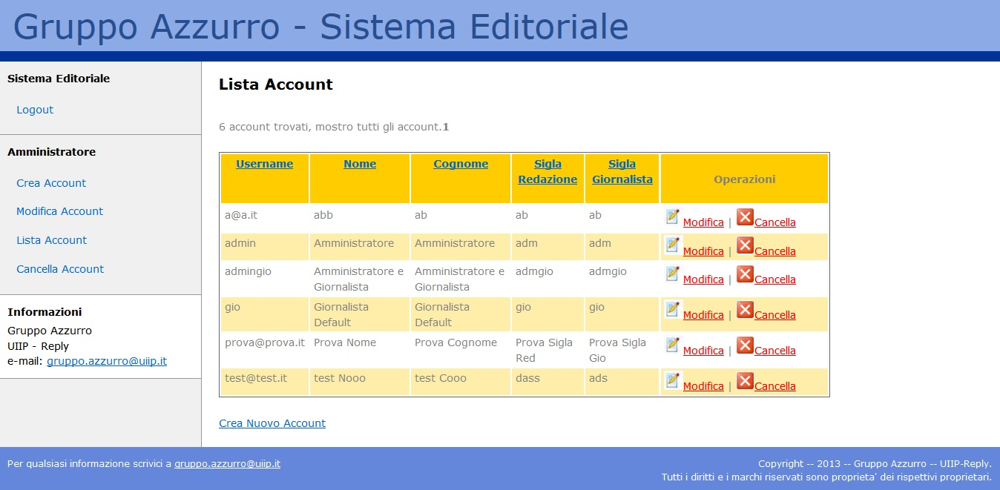 Gruppo Azzurro - Sistema Editoriale
Sistema Editoriale
Logout
Amministratore
Crea Account
Modifica Account
Lista Account
Cancella Account
Informazioni
Gruppo Azzurro
UIIP - Reply
e-mail: gruppo.azzurro@uiip.it
Lista Account
6 account trovati, mostro tutti gli account.1
Username Nome Cognome Sigla Redazione Sigla Giornalista Operazioni
a@a.it abb ab ab ab Modifica | Cancella
admin Amministratore Amministratore adm adm Modifica | Cancella
admingio Amministratore e Giornalista Amministratore e Giornalista admgio admgio Modifica | Cancella
gio Giornalista Default Giornalista Default gio gio Modifica | Cancella
prova@prova.it Prova Nome Prova Cognome Prova Sigla Red Prova Sigla Gio Modifica | Cancella
test@test.it test Nooo test Cooo dass ads Modifica | Cancella
Crea Nuovo Account
Per qualsiasi informazione scrivici a gruppo.azzurro@uiip.it
Copyright -- 2013 -- Gruppo Azzurro -- UIIP-Reply.
Tutti i diritti e i marchi riservati sono proprieta' dei rispettivi proprietari.